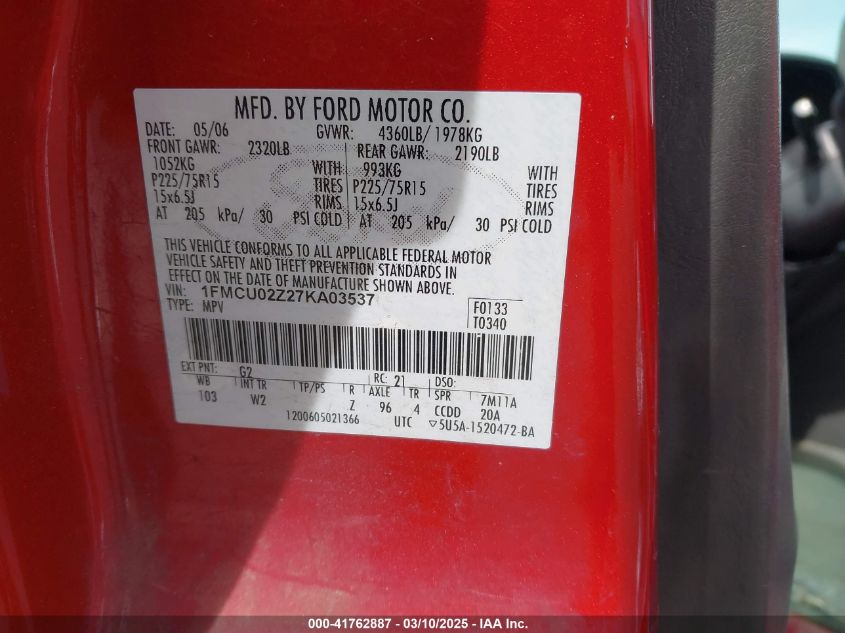 MFD. BY FORD MOTOR CO.
DATE: 05/06 GVWR: 4360LB/ 1978KG
FRONT GAWR: 2320LB REAR GAWR: 2190LB
1052KG WITH 993KG WITH
P225/75R15 TIRES P225/75R15 TIRES
15x6.5J RIMS 15x6.5J RIMS
AT 205 kPa/ 30 PSI COLD AT 205 kPa/ 30 PSI COLD
THIS VEHICLE CONFORMS TO ALL APPLICABLE FEDERAL MOTOR
VEHICLE SAFETY AND THEFT PREVENTION STANDARDS IN
EFFECT ON THE DATE OF MANUFACTURE SHOWN ABOVE.
VIN: 1FMCU02Z27KA03537 F0133
TYPE: MPV T0340
EXT PNT: G2 RC: 21 DSO:
WB INT TR TP/PS R AXLE TR SPR 7M11A
103 W2 Z 96 4 CCDD 20A
1200605021366 UTC ▽5U5A-1520472-BA
000-41762887 - 03/10/2025 - IAA Inc.